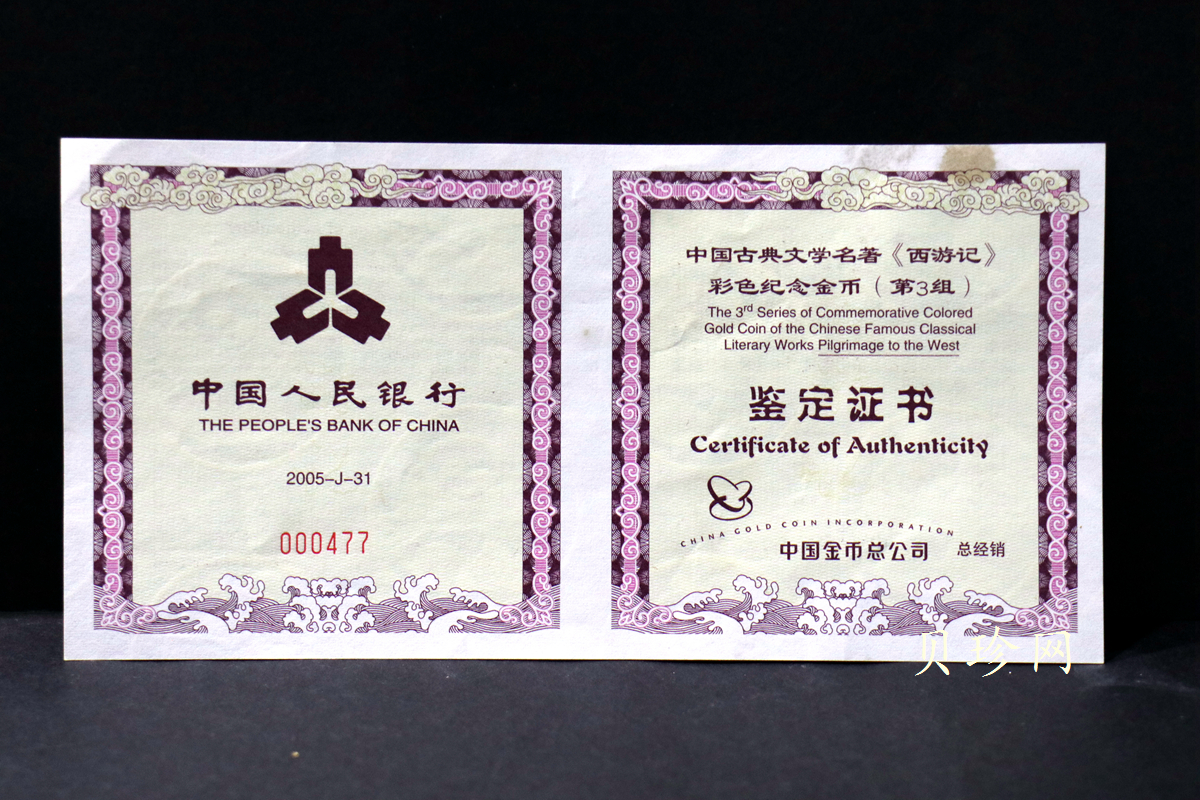 中国人民银行
THE PEOPLE'S BANK OF CHINA
2005-J-31
000477
中国古典文学名著《西游记》
彩色纪念金币（第3组）
The 3rd Series of Commemorative Colored
Gold Coin of the Chinese Famous Classical
Literary Works Pilgrimage to the West
鉴定证书
Certificate of Authenticity
CHINA GOLD COIN INCORPORATION
中国金币总公司 总经销
贝珍网